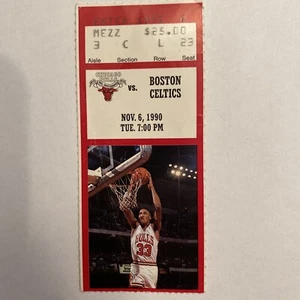 MEZZ $25.00
3 C L 23
Aisle Section Row Seat
CHICAGO
BULLS
vs. BOSTON
CELTICS
NOV. 6, 1990
TUE. 7:00 PM
BULLS
33